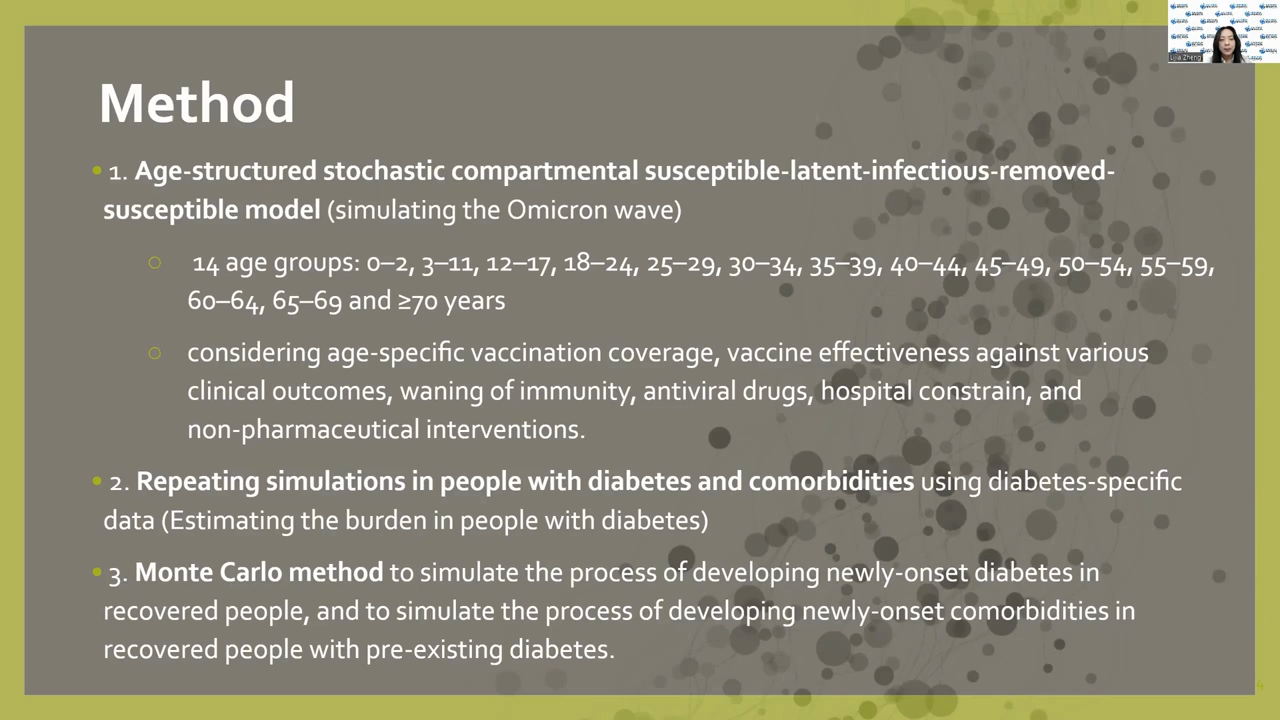 Method
• 1. Age-structured stochastic compartmental susceptible-latent-infectious-removed-
susceptible model (simulating the Omicron wave)
○ 14 age groups: 0–2, 3–11, 12–17, 18–24, 25–29, 30–34, 35–39, 40–44, 45–49, 50–54, 55–59,
60–64, 65–69 and ≥70 years
○ considering age-specific vaccination coverage, vaccine effectiveness against various
clinical outcomes, waning of immunity, antiviral drugs, hospital constrain, and
non-pharmaceutical interventions.
• 2. Repeating simulations in people with diabetes and comorbidities using diabetes-specific
data (Estimating the burden in people with diabetes)
• 3. Monte Carlo method to simulate the process of developing newly-onset diabetes in
recovered people, and to simulate the process of developing newly-onset comorbidities in
recovered people with pre-existing diabetes.
Zheng
4